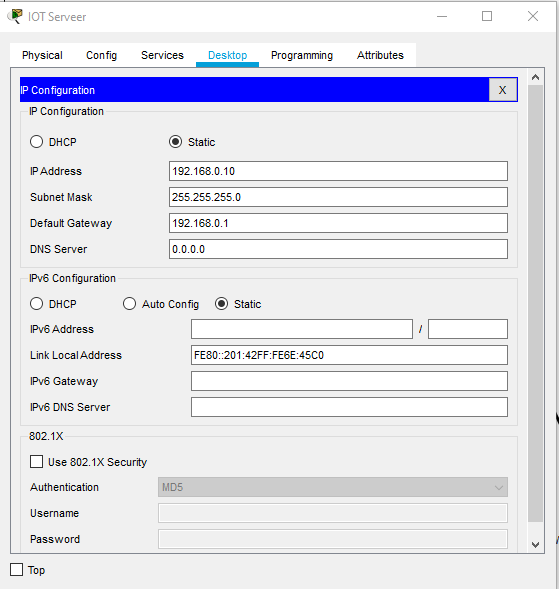 IOT Serveer
Physical Config Services Desktop Programming Attributes
IP Configuration X
IP Configuration
DHCP Static
IP Address 192.168.0.10
Subnet Mask 255.255.255.0
Default Gateway 192.168.0.1
DNS Server 0.0.0.0
IPv6 Configuration
DHCP Auto Config Static
IPv6 Address /
Link Local Address FE80::201:42FF:FE6E:45C0
IPv6 Gateway
IPv6 DNS Server
802.1X
Use 802.1X Security
Authentication MD5
Username
Password
Top